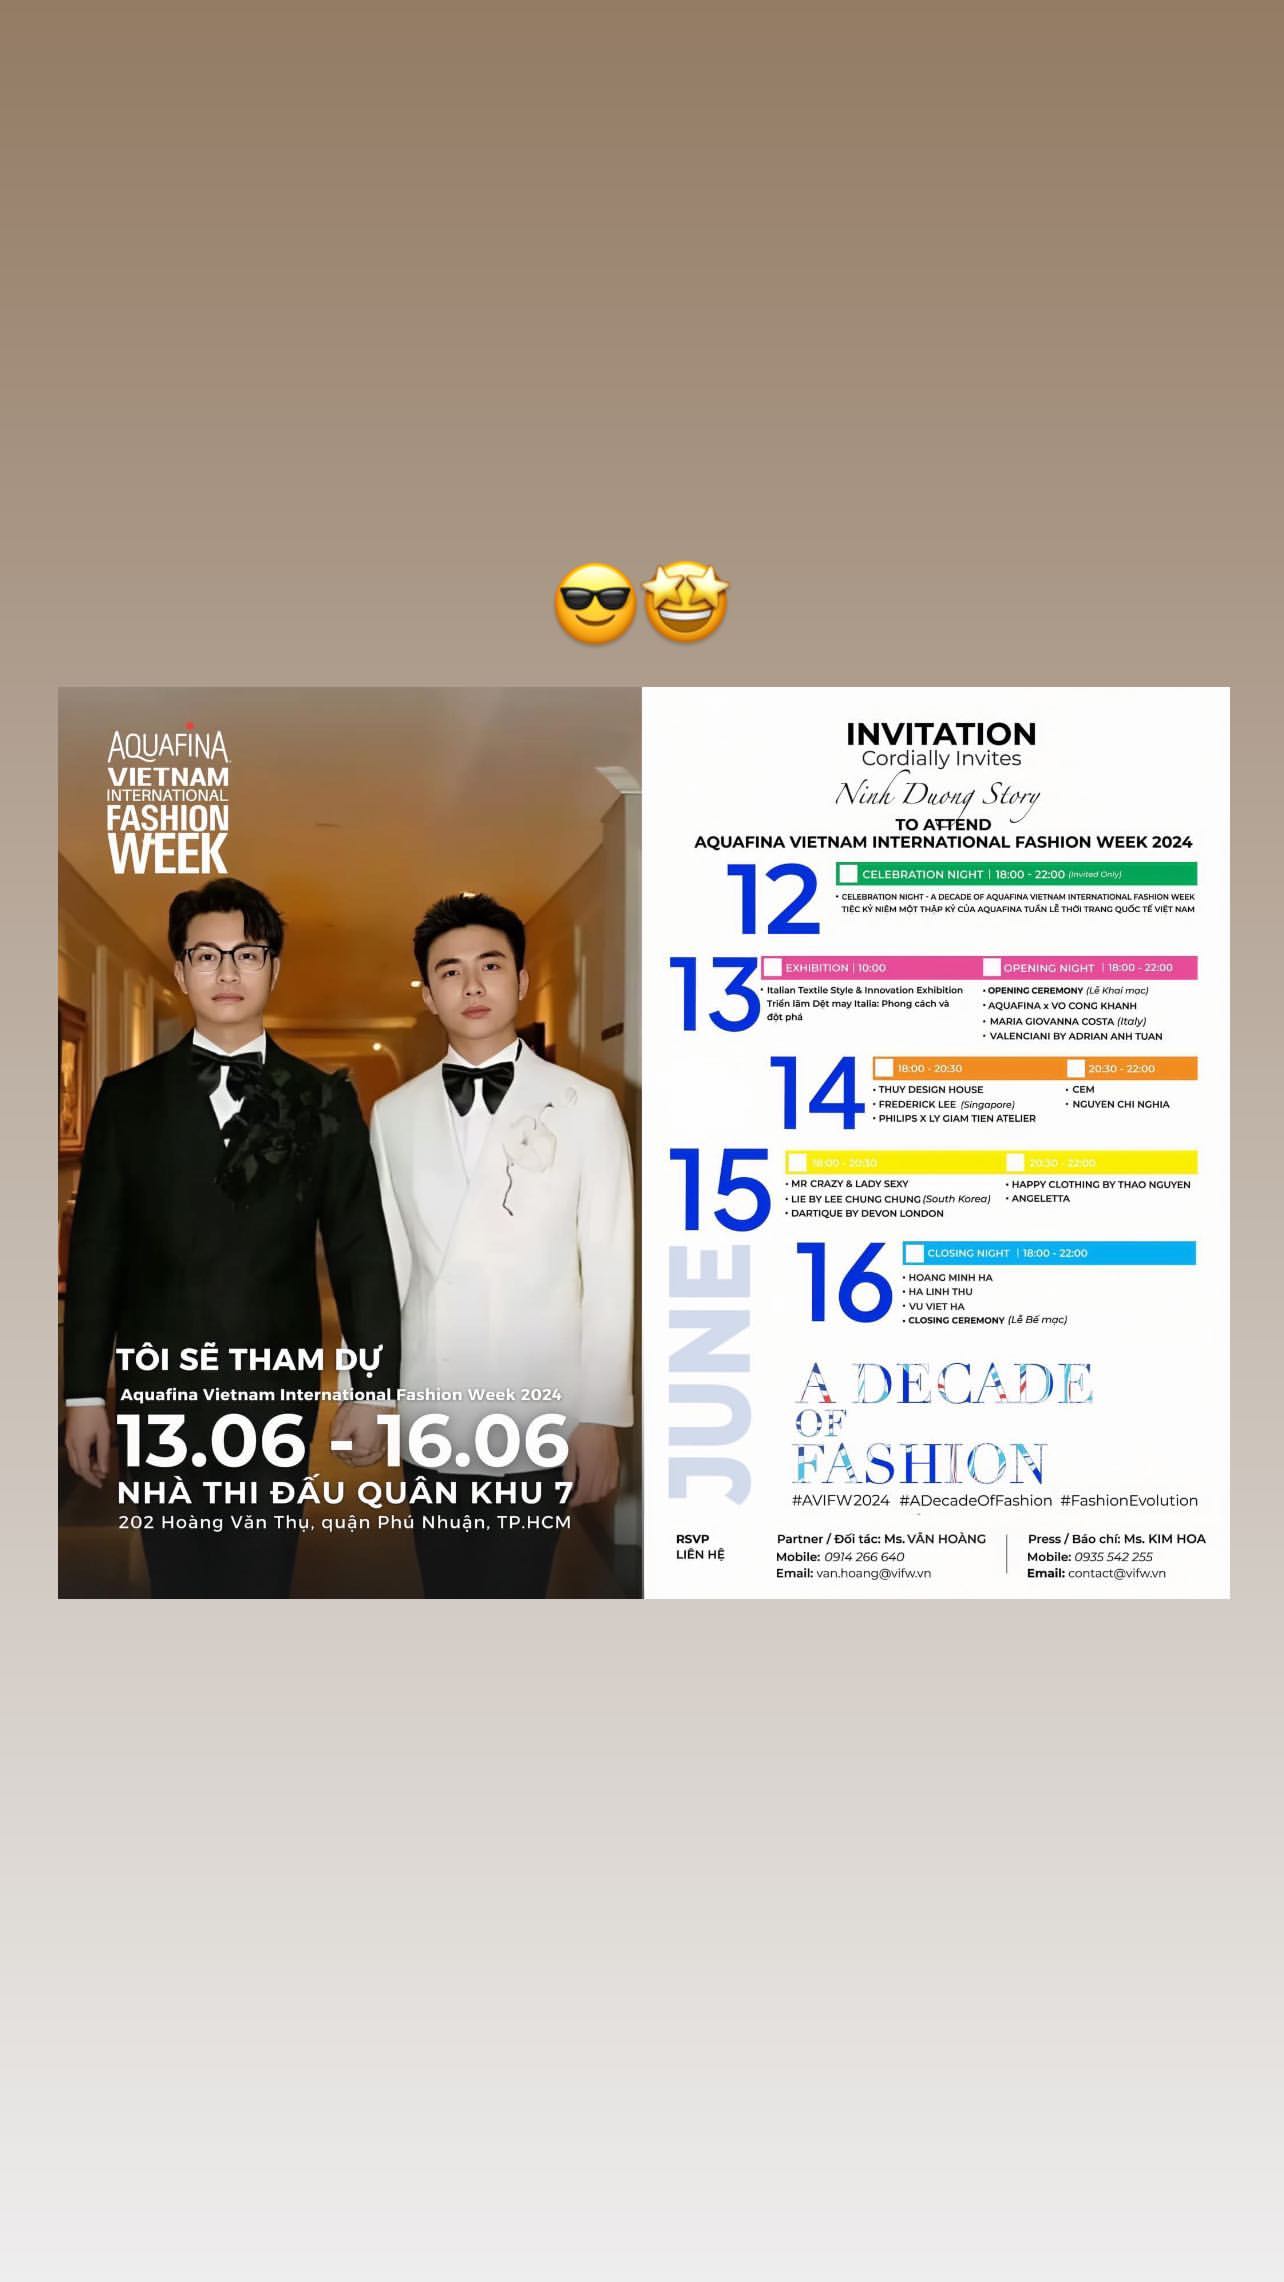 AQUAFINA
VIETNAM
INTERNATIONAL
FASHION
WEEK
TÔI SẼ THAM DỰ
Aquafina Vietnam International Fashion Week 2024
13.06 - 16.06
NHÀ THI ĐẤU QUÂN KHU 7
202 Hoàng Văn Thụ, quận Phú Nhuận, TP.HCM
INVITATION
Cordially Invites
Ninh Duong Story
TO ATTEND
AQUAFINA VIETNAM INTERNATIONAL FASHION WEEK 2024
12
CELEBRATION NIGHT | 18:00 - 22:00 (Invited Only)
• CELEBRATION NIGHT - A DECADE OF AQUAFINA VIETNAM INTERNATIONAL FASHION WEEK
TIỆC KỶ NIỆM MỘT THẬP KỶ CỦA AQUAFINA TUẦN LỄ THỜI TRANG QUỐC TẾ VIỆT NAM
13
EXHIBITION | 10:00
• Italian Textile Style & Innovation Exhibition
Triển lãm Dệt may Italia: Phong cách và
đột phá
OPENING NIGHT | 18:00 - 22:00
• OPENING CEREMONY (Lễ Khai mạc)
• AQUAFINA x VO CONG KHANH
• MARIA GIOVANNA COSTA (Italy)
• VALENCIANI BY ADRIAN ANH TUAN
14
18:00 - 20:30
• THUY DESIGN HOUSE
• FREDERICK LEE (Singapore)
• PHILIPS X LY GIAM TIEN ATELIER
20:30 - 22:00
• CEM
• NGUYEN CHI NGHIA
15
18:00 - 20:30
• MR CRAZY & LADY SEXY
• LIE BY LEE CHUNG CHUNG (South Korea)
• DARTIQUE BY DEVON LONDON
20:30 - 22:00
• HAPPY CLOTHING BY THAO NGUYEN
• ANGELETTA
16
CLOSING NIGHT | 18:00 - 22:00
• HOANG MINH HA
• HA LINH THU
• VU VIET HA
• CLOSING CEREMONY (Lễ Bế mạc)
JUNE
A DECADE
OF
FASHION
#AVIFW2024 #ADecadeOfFashion #FashionEvolution
RSVP
LIÊN HỆ
Partner / Đối tác: Ms. VÂN HOÀNG
Mobile: 0914 266 640
Email: van.hoang@vifw.vn
Press / Báo chí: Ms. KIM HOA
Mobile: 0935 542 255
Email: contact@vifw.vn